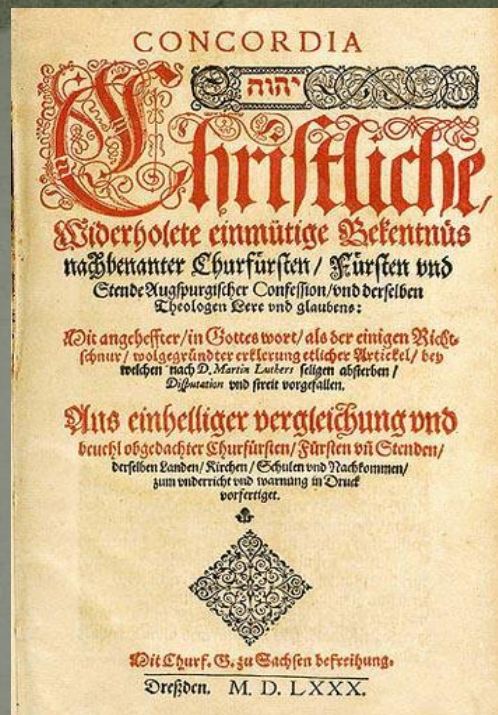 CONCORDIA
יהוה
Christliche,
Widerholete einmütige Bekentnüs
nachbenanter Churfürsten / Fürsten vnd
Stende Augspurgischer Confession / vnd derselben
Theologen Lere vnd glaubens:
Mit angeheffter / in Gottes wort / als der einigen Richt-
schnur / wolgegründter erklerung etlicher Artickel / bey
welchen nach D. Martin Luthers seligen absterben /
Disputation vnd streit vorgefallen.
Aus einhelliger vergleichung vnd
beuehl obgedachter Churfürsten / Fürsten vn̄ Stenden /
derselben Landen / Kirchen / Schulen vnd Nachkommen /
zum vnderricht vnd warnung in Druck
vorfertiget.
Mit Churf. G. zu Sachsen befreihung.
Dreßden. M. D. LXXX.